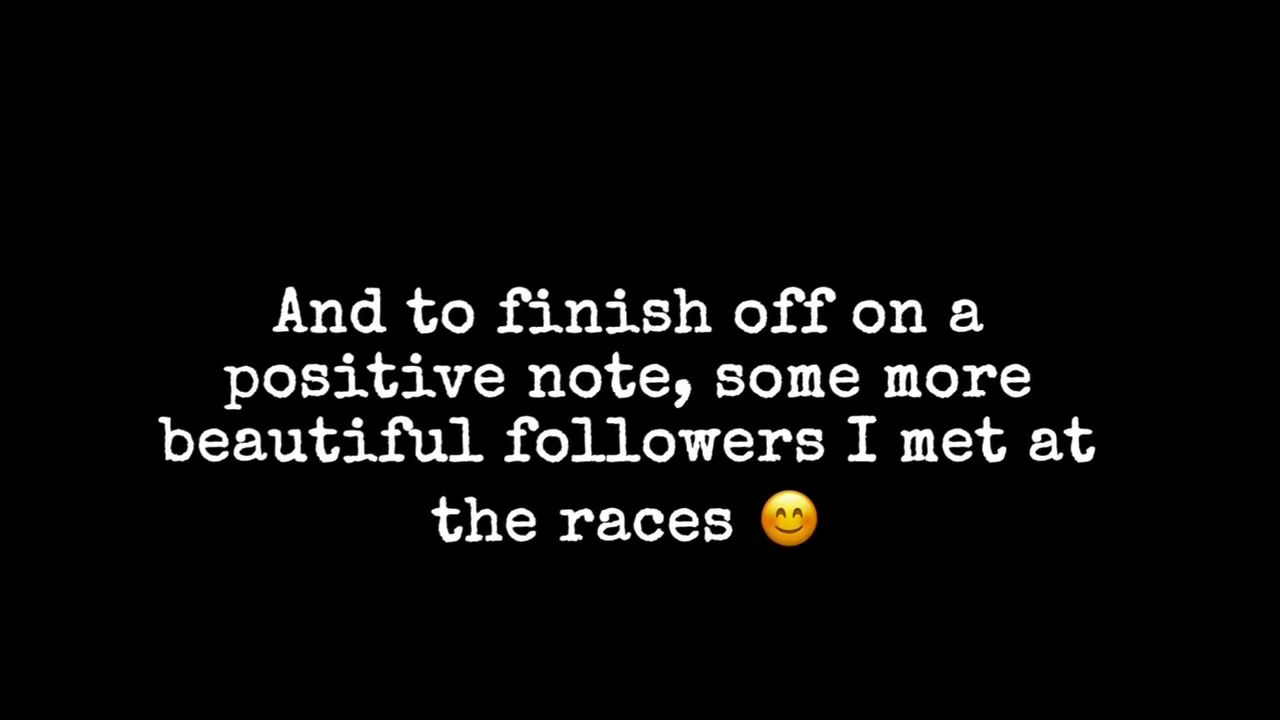 And to finish off on a
positive note, some more
beautiful followers I met at
the races 😊